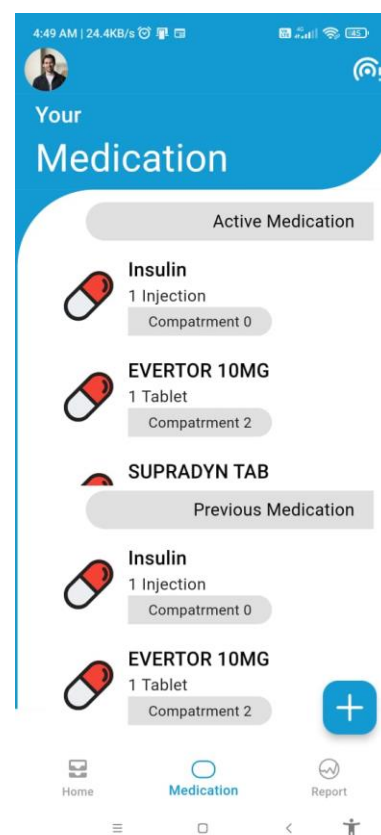 4:49 AM | 24.4KB/s
45
Your
Medication
Active Medication
Insulin
1 Injection
Compatrment 0
EVERTOR 10MG
1 Tablet
Compatrment 2
SUPRADYN TAB
Previous Medication
Insulin
1 Injection
Compatrment 0
EVERTOR 10MG
1 Tablet
Compatrment 2
Home
Medication
Report